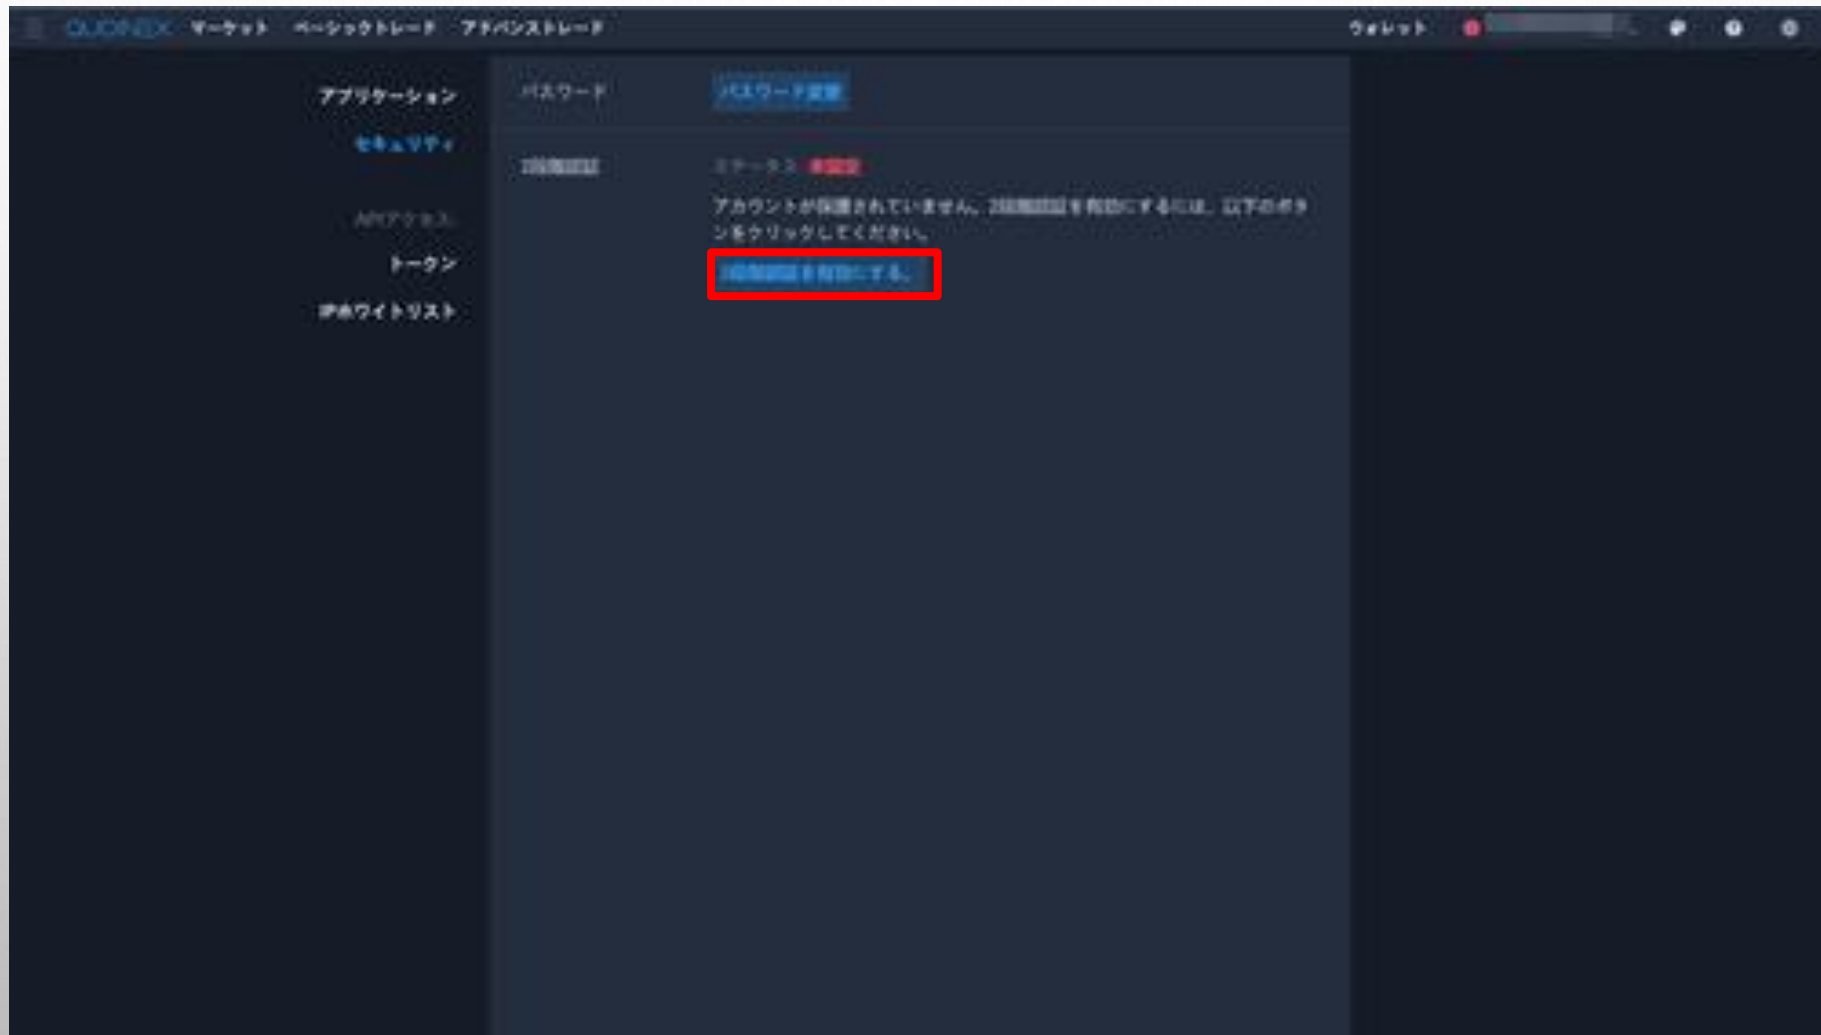 QUOINEX マーケット ベーシックトレード アドバンストレード ウォレット
アプリケーション
セキュリティ
APIアクセス
トークン
IPホワイトリスト
パスワード パスワード変更
2段階認証 ステータス 未設定
アカウントが保護されていません。2段階認証を有効にするには、以下のボタ
ンをクリックしてください。
2段階認証を有効にする。